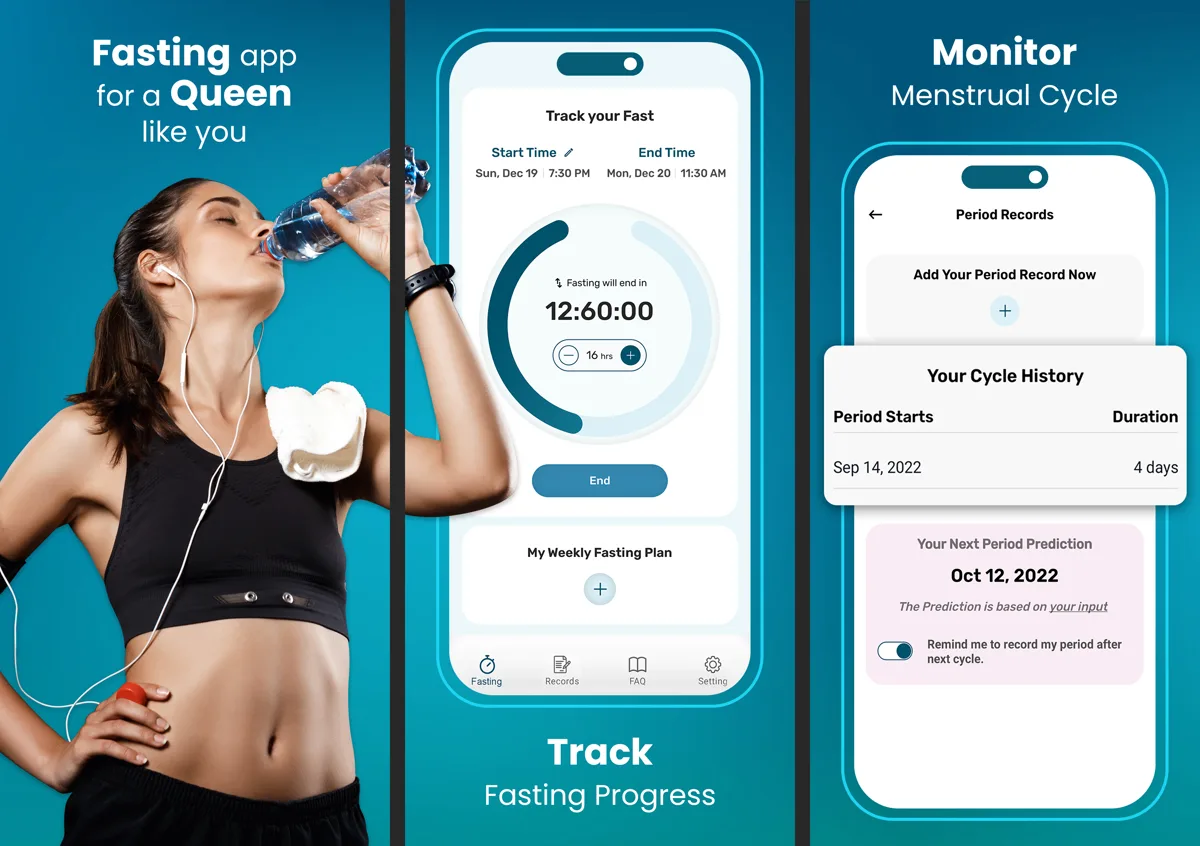 Fasting app
for a Queen
like you
Track your Fast
Start Time
End Time
Sun, Dec 19 | 7:30 PM
Mon, Dec 20 | 11:30 AM
Fasting will end in
12:60:00
16 hrs
End
My Weekly Fasting Plan
Fasting
Records
FAQ
Setting
Track
Fasting Progress
Monitor
Menstrual Cycle
Period Records
Add Your Period Record Now
Your Cycle History
Period Starts
Duration
Sep 14, 2022
4 days
Your Next Period Prediction
Oct 12, 2022
The Prediction is based on your input
Remind me to record my period after
next cycle.